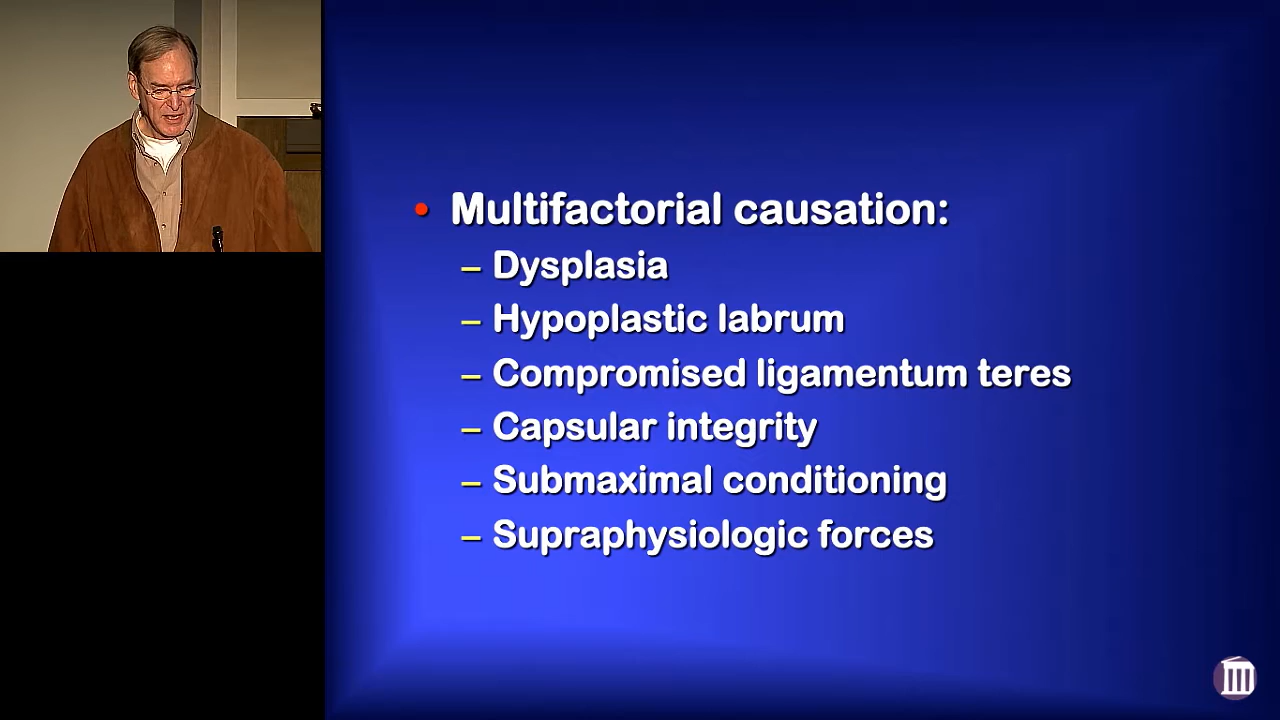 • Multifactorial causation:
– Dysplasia
– Hypoplastic labrum
– Compromised ligamentum teres
– Capsular integrity
– Submaximal conditioning
– Supraphysiologic forces